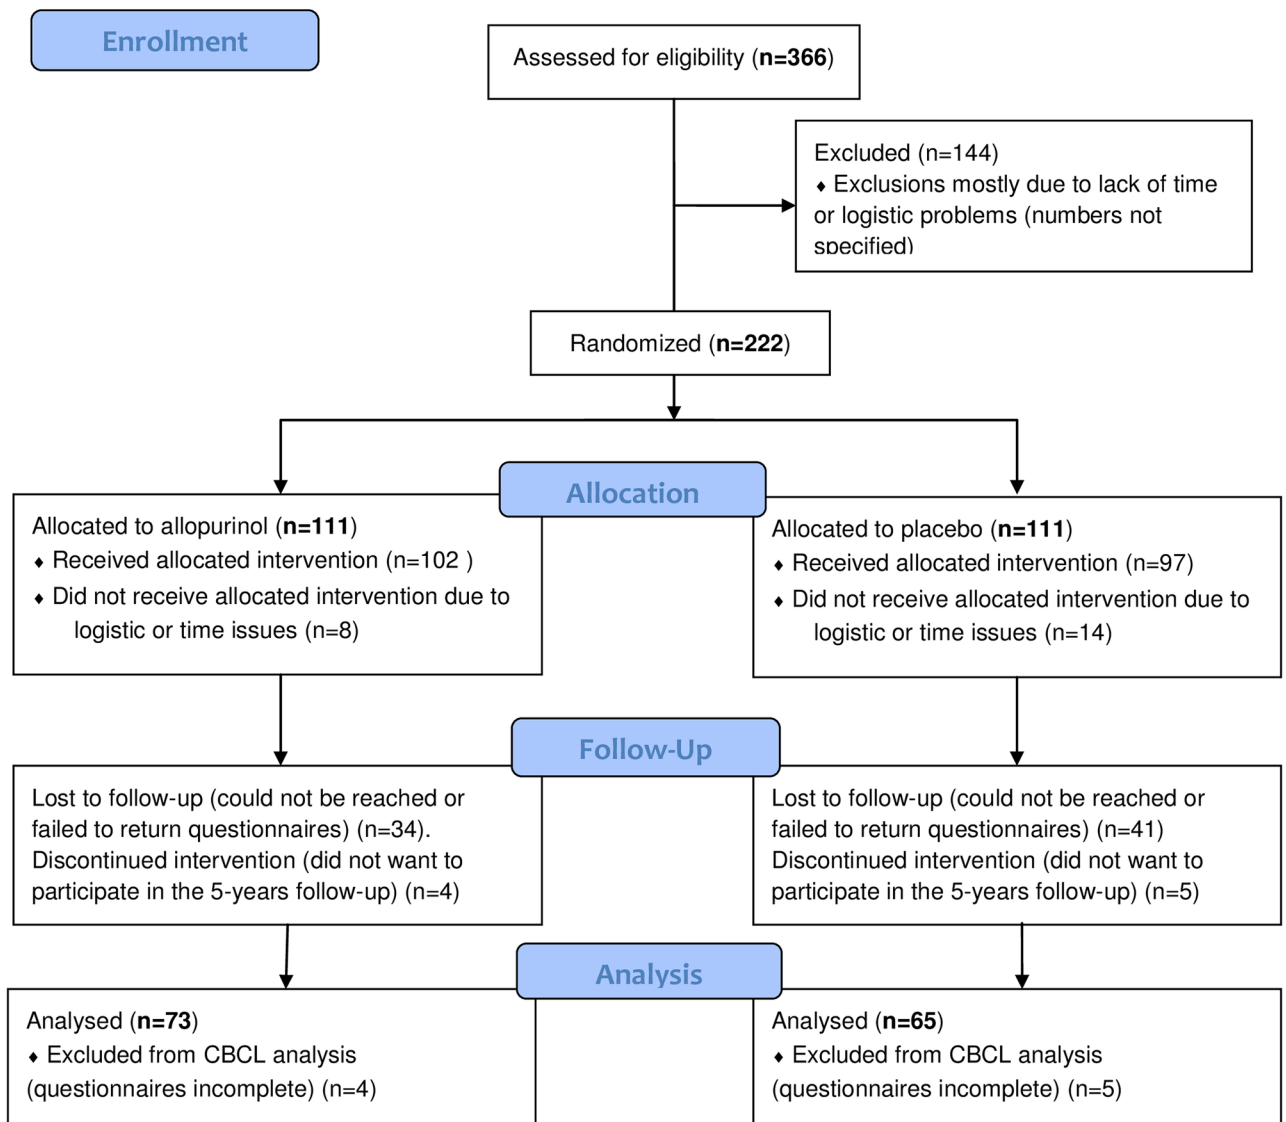 Enrollment
Assessed for eligibility (n=366)
Excluded (n=144)
♦ Exclusions mostly due to lack of time
or logistic problems (numbers not
specified)
Randomized (n=222)
Allocation
Allocated to allopurinol (n=111)
♦ Received allocated intervention (n=102 )
♦ Did not receive allocated intervention due to
logistic or time issues (n=8)
Allocated to placebo (n=111)
♦ Received allocated intervention (n=97)
♦ Did not receive allocated intervention due to
logistic or time issues (n=14)
Follow-Up
Lost to follow-up (could not be reached or
failed to return questionnaires) (n=34).
Discontinued intervention (did not want to
participate in the 5-years follow-up) (n=4)
Lost to follow-up (could not be reached or
failed to return questionnaires) (n=41)
Discontinued intervention (did not want to
participate in the 5-years follow-up) (n=5)
Analysis
Analysed (n=73)
♦ Excluded from CBCL analysis
(questionnaires incomplete) (n=4)
Analysed (n=65)
♦ Excluded from CBCL analysis
(questionnaires incomplete) (n=5)